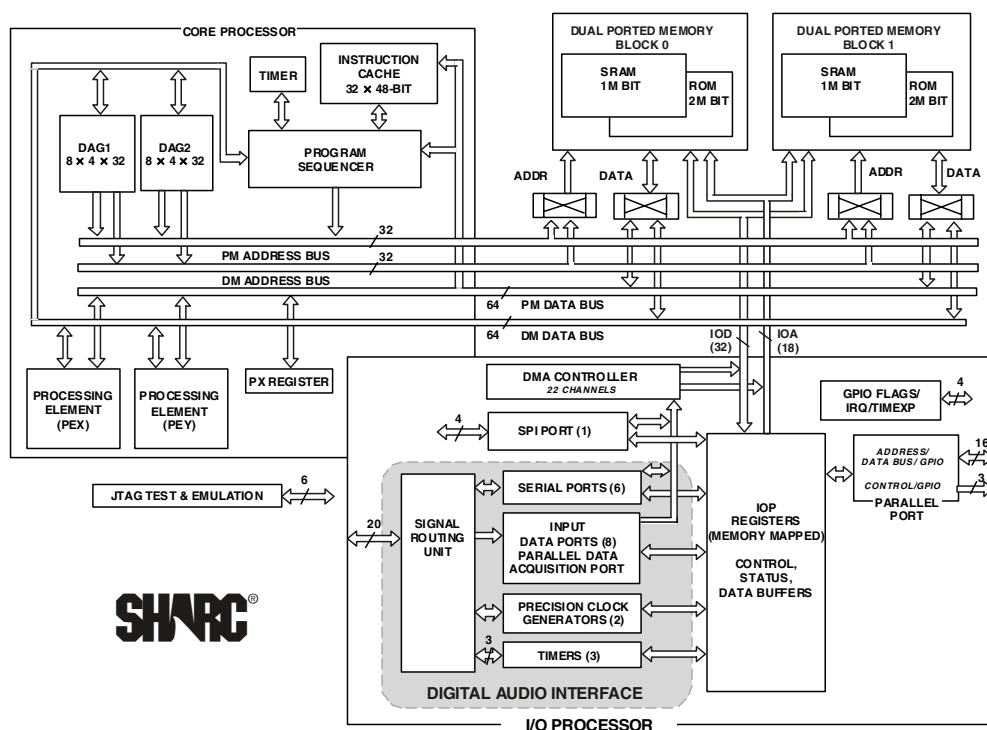 CORE PROCESSOR
TIMER
INSTRUCTION
CACHE
32 × 48-BIT
DAG1
8 × 4 × 32
DAG2
8 × 4 × 32
PROGRAM
SEQUENCER
DUAL PORTED MEMORY
BLOCK 0
SRAM
1M BIT
ROM
2M BIT
DUAL PORTED MEMORY
BLOCK 1
SRAM
1M BIT
ROM
2M BIT
ADDR
DATA
ADDR
DATA
32
PM ADDRESS BUS
32
DM ADDRESS BUS
64
PM DATA BUS
64
DM DATA BUS
IOD
(32)
IOA
(18)
PROCESSING
ELEMENT
(PEX)
PROCESSING
ELEMENT
(PEY)
PX REGISTER
DMA CONTROLLER
22 CHANNELS
GPIO FLAGS/
IRQ/TIMEXP
4
4
SPI PORT (1)
ADDRESS/
DATA BUS/ GPIO
CONTROL/GPIO
PARALLEL
PORT
16
3
JTAG TEST & EMULATION
6
20
SIGNAL
ROUTING
UNIT
SERIAL PORTS (6)
INPUT
DATA PORTS (8)
PARALLEL DATA
ACQUISITION PORT
PRECISION CLOCK
GENERATORS (2)
3
TIMERS (3)
IOP
REGISTERS
(MEMORY MAPPED)
CONTROL,
STATUS,
DATA BUFFERS
DIGITAL AUDIO INTERFACE
I/O PROCESSOR
SHARC®